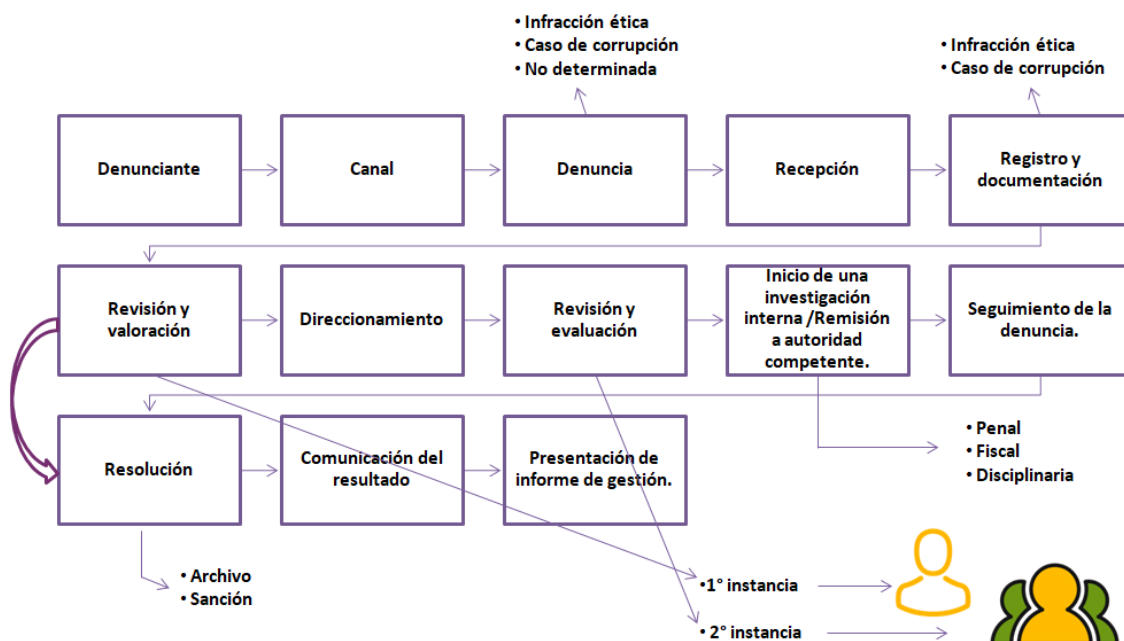 • Infracción ética
• Caso de corrupción
• No determinada
• Infracción ética
• Caso de corrupción
Denunciante
Canal
Denuncia
Recepción
Registro y
documentación
Revisión y
valoración
Direccionamiento
Revisión y
evaluación
Inicio de una
investigación
interna /Remisión
a autoridad
competente.
Seguimiento de la
denuncia.
Resolución
Comunicación del
resultado
Presentación de
informe de gestión.
• Penal
• Fiscal
• Disciplinaria
• Archivo
• Sanción
•1° instancia
• 2° instancia